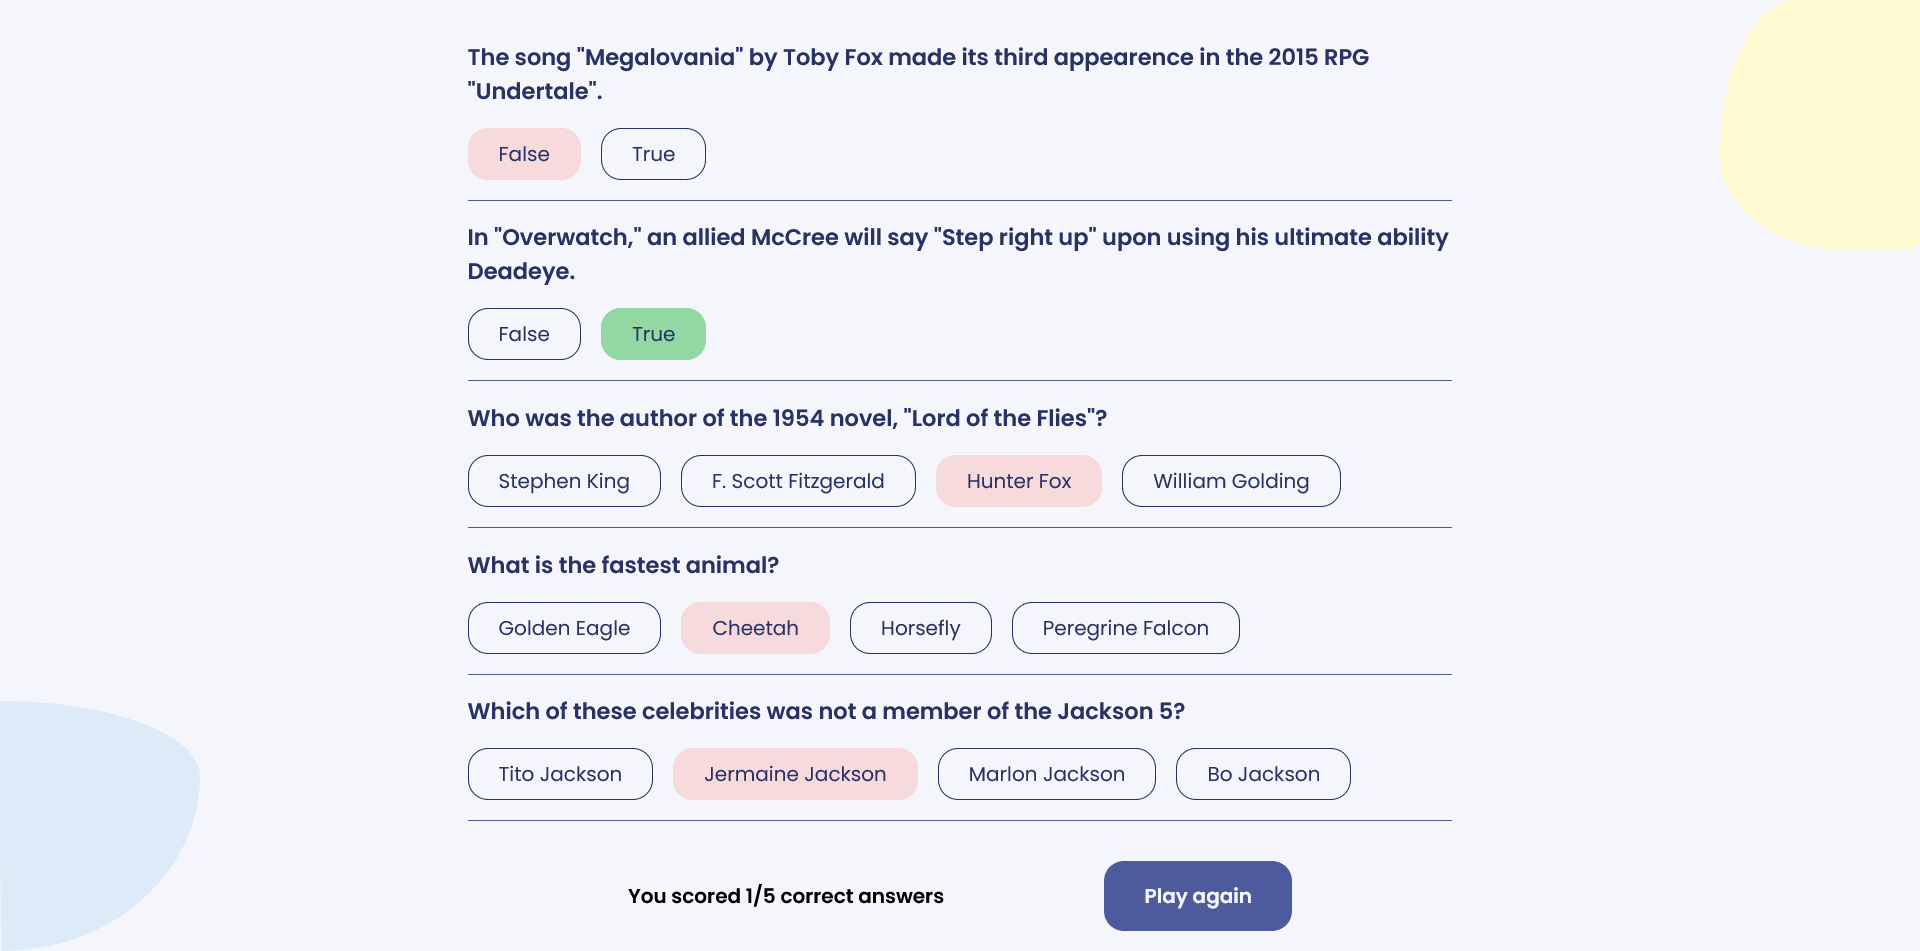 The song "Megalovania" by Toby Fox made its third appearence in the 2015 RPG
"Undertale".
False True
In "Overwatch," an allied McCree will say "Step right up" upon using his ultimate ability
Deadeye.
False True
Who was the author of the 1954 novel, "Lord of the Flies"?
Stephen King F. Scott Fitzgerald Hunter Fox William Golding
What is the fastest animal?
Golden Eagle Cheetah Horsefly Peregrine Falcon
Which of these celebrities was not a member of the Jackson 5?
Tito Jackson Jermaine Jackson Marlon Jackson Bo Jackson
You scored 1/5 correct answers Play again